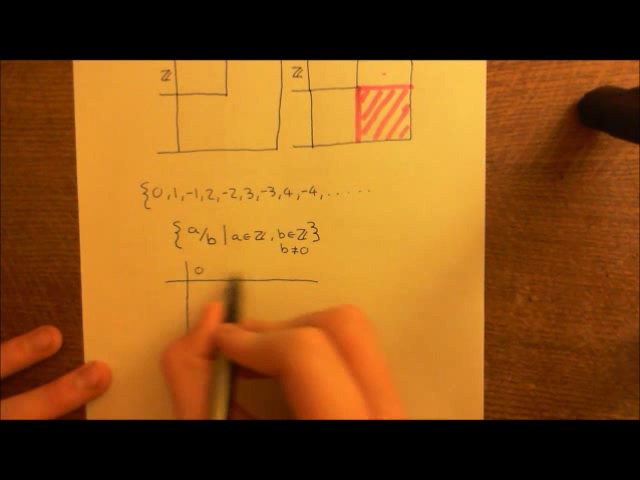 ℤ ℤ
{0, 1, -1, 2, -2, 3, -3, 4, -4, .....
{a/b | a∈ℤ, b∈ℤ}
b≠0
0